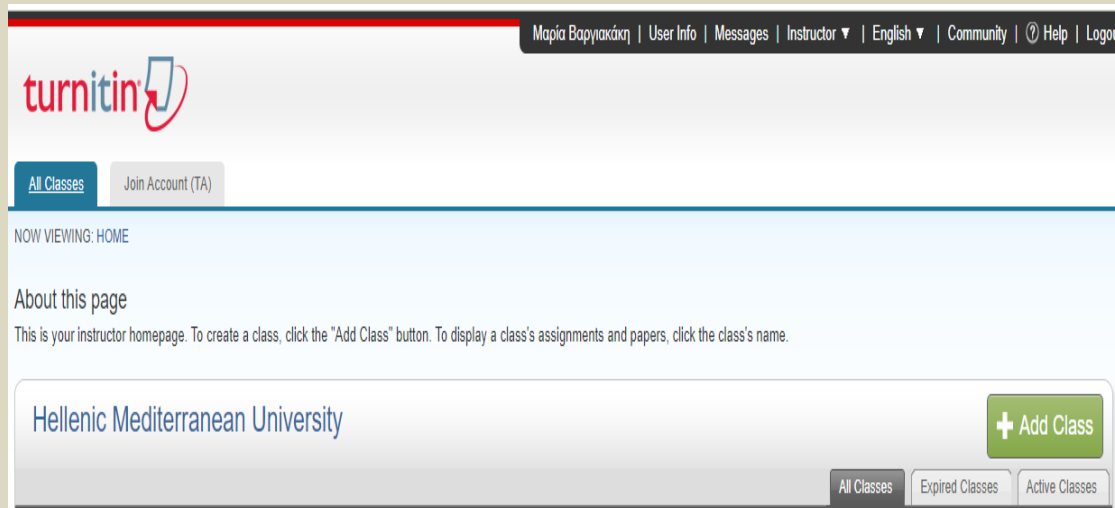 Μαρία Βαργιακάκη | User Info | Messages | Instructor ▼ | English ▼ | Community | ? Help | Logou
turnitin
All Classes Join Account (TA)
NOW VIEWING: HOME
About this page
This is your instructor homepage. To create a class, click the "Add Class" button. To display a class's assignments and papers, click the class's name.
Hellenic Mediterranean University
+ Add Class
All Classes Expired Classes Active Classes